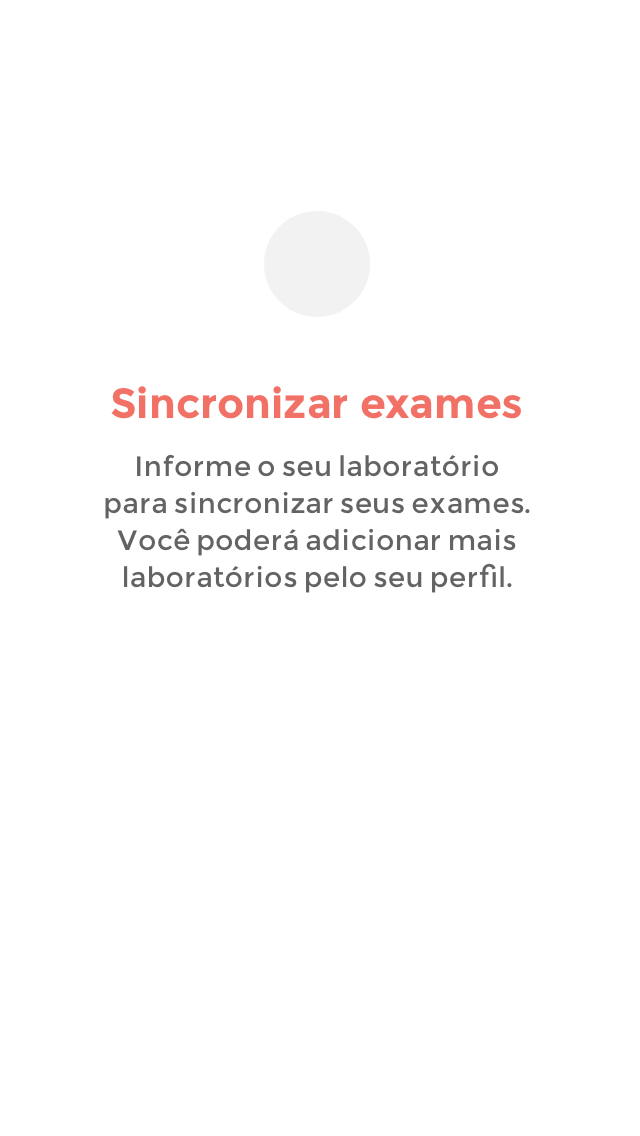 Sincronizar exames
Informe o seu laboratório
para sincronizar seus exames.
Você poderá adicionar mais
laboratórios pelo seu perfil.